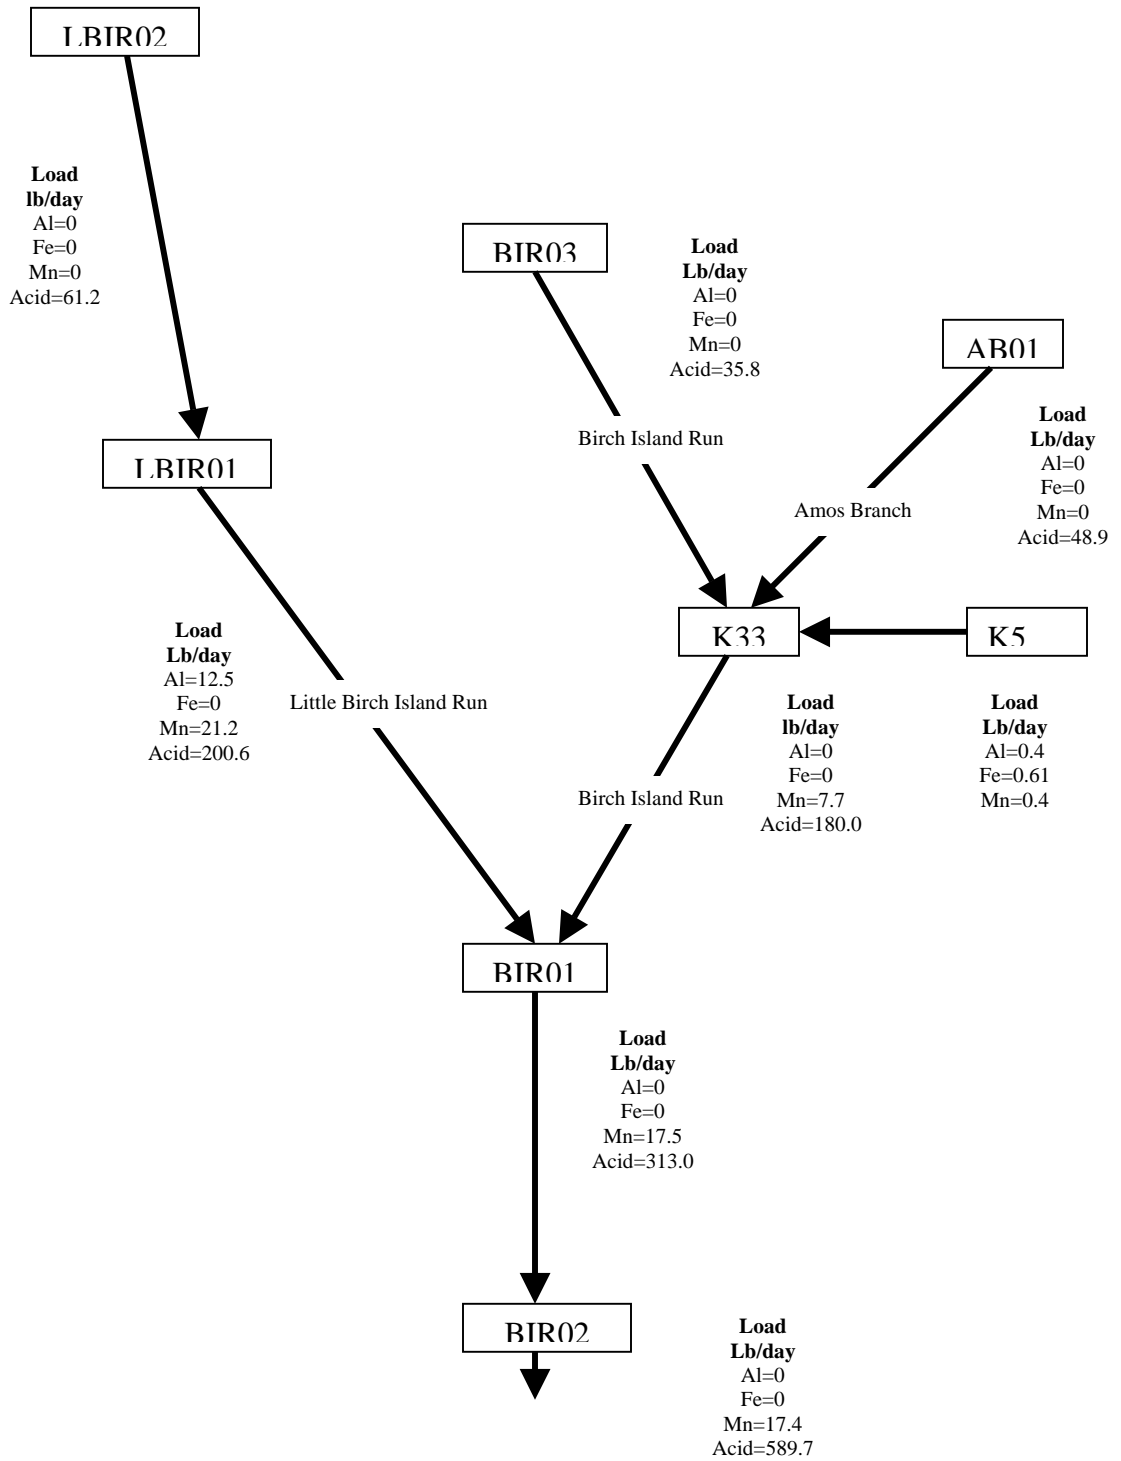 LBIR02
Load
lb/day
Al=0
Fe=0
Mn=0
Acid=61.2
BIR03
Load
Lb/day
Al=0
Fe=0
Mn=0
Acid=35.8
AB01
Load
Lb/day
Al=0
Fe=0
Mn=0
Acid=48.9
Birch Island Run
Amos Branch
LBIR01
K33
K5
Load
Lb/day
Al=12.5
Fe=0
Mn=21.2
Acid=200.6
Little Birch Island Run
Load
lb/day
Al=0
Fe=0
Mn=7.7
Acid=180.0
Load
Lb/day
Al=0.4
Fe=0.61
Mn=0.4
Birch Island Run
BIR01
Load
Lb/day
Al=0
Fe=0
Mn=17.5
Acid=313.0
BIR02
Load
Lb/day
Al=0
Fe=0
Mn=17.4
Acid=589.7